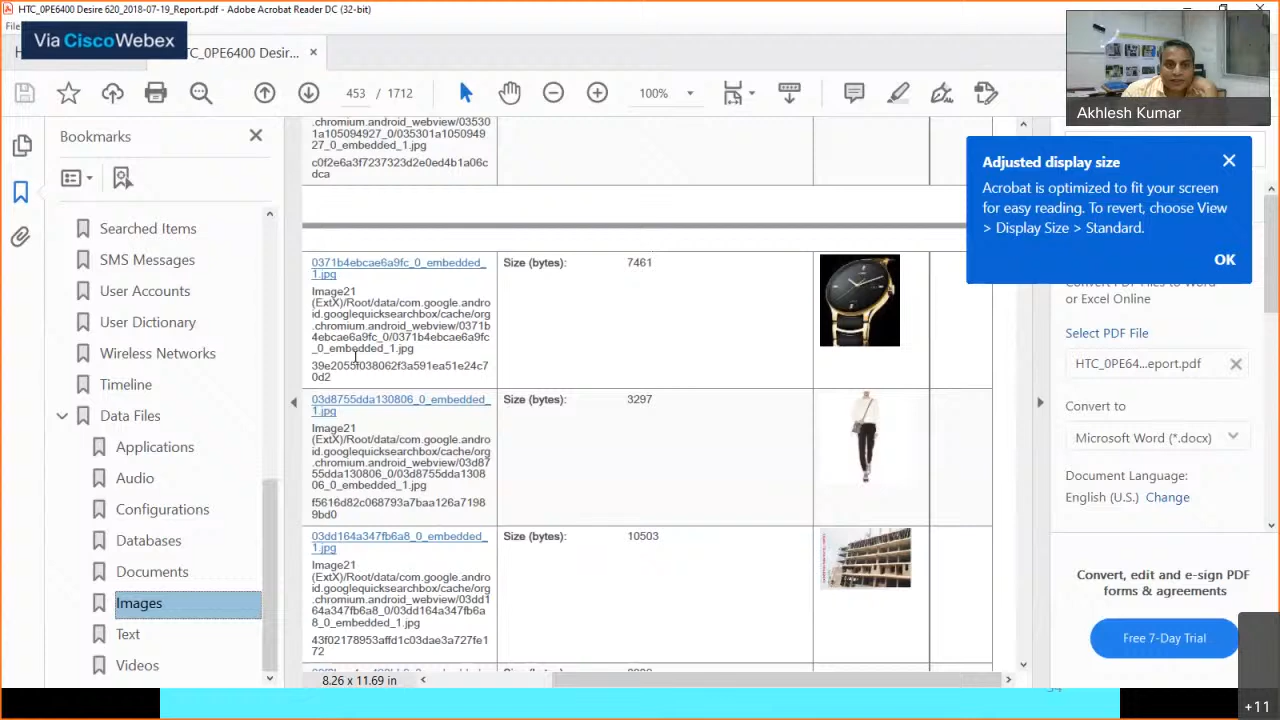 HTC_0PE6400 Desire 620_2018-07-19_Report.pdf - Adobe Acrobat Reader DC (32-bit)
Via CiscoWebex
TC_0PE6400 Desir...
453 / 1712
100%
Akhlesh Kumar
Bookmarks
Searched Items
SMS Messages
User Accounts
User Dictionary
Wireless Networks
Timeline
Data Files
Applications
Audio
Configurations
Databases
Documents
Images
Text
Videos
.chromium.android_webview/03530
1a105094927_0/035301a1050949
27_0_embedded_1.jpg
c0f2e6a3f7237323d2e0ed4b1a06c
dca
0371b4ebcae6a9fc_0_embedded_
1.jpg
Size (bytes): 7461
Image21
(ExtX)/Root/data/com.google.andro
id.googlequicksearchbox/cache/org
.chromium.android_webview/0371b
4ebcae6a9fc_0/0371b4ebcae6a9fc
_0_embedded_1.jpg
39e2055f038062f3a591ea51e24c7
0d2
03d8755dda130806_0_embedded_
1.jpg
Size (bytes): 3297
Image21
(ExtX)/Root/data/com.google.andro
id.googlequicksearchbox/cache/org
.chromium.android_webview/03d87
55dda130806_0/03d8755dda1308
06_0_embedded_1.jpg
f5616d82c068793a7baa126a7198
9bd0
03dd164a347fb6a8_0_embedded_
1.jpg
Size (bytes): 10503
Image21
(ExtX)/Root/data/com.google.andro
id.googlequicksearchbox/cache/org
.chromium.android_webview/03dd1
64a347fb6a8_0/03dd164a347fb6a
8_0_embedded_1.jpg
43f02178953affd1c03dae3a727fe1
72
8.26 x 11.69 in
Adjusted display size
Acrobat is optimized to fit your screen
for easy reading. To revert, choose View
> Display Size > Standard.
OK
Convert PDF Files to Word
or Excel Online
Select PDF File
HTC_0PE64...eport.pdf
Convert to
Microsoft Word (*.docx)
Document Language:
English (U.S.) Change
Convert, edit and e-sign PDF
forms & agreements
Free 7-Day Trial
+11